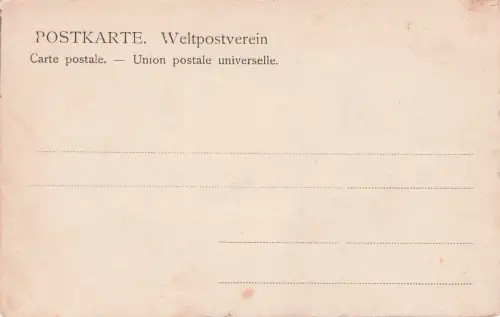 POSTKARTE. Weltpostverein
Carte postale. — Union postale universelle.